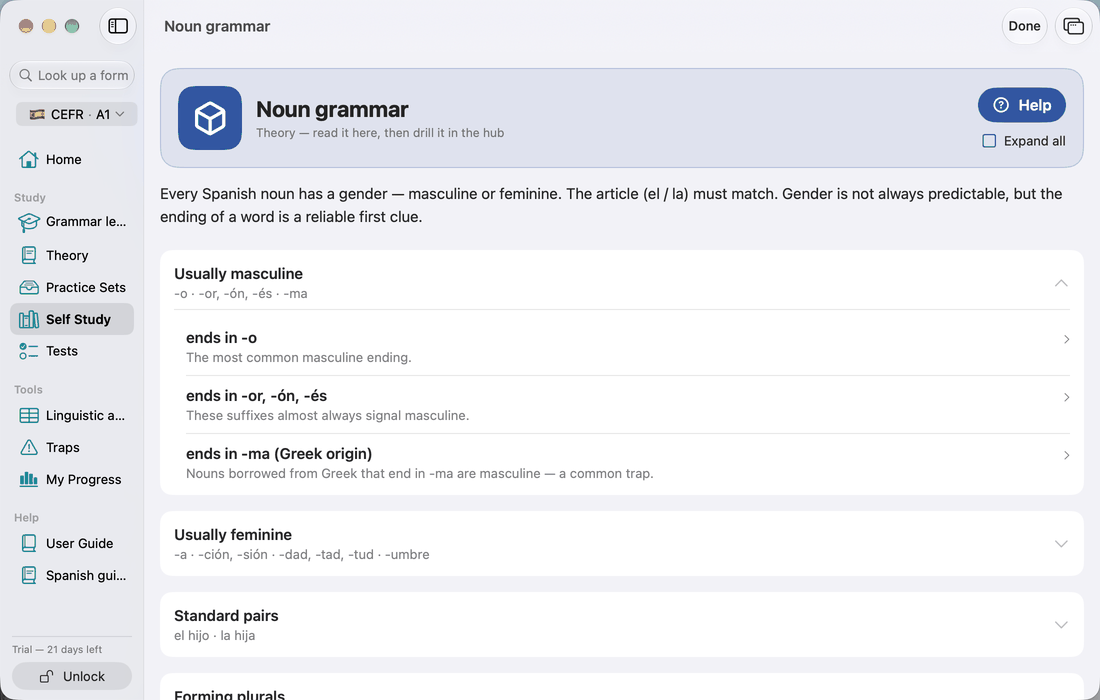 Noun grammar
Done
Look up a form
CEFR · A1
Home
Study
Grammar le...
Theory
Practice Sets
Self Study
Tests
Tools
Linguistic a...
Traps
My Progress
Help
User Guide
Spanish gui...
Trial — 21 days left
Unlock
Noun grammar
Theory — read it here, then drill it in the hub
Help
Expand all
Every Spanish noun has a gender — masculine or feminine. The article (el / la) must match. Gender is not always predictable, but the
ending of a word is a reliable first clue.
Usually masculine
-o · -or, -ón, -és · -ma
ends in -o
The most common masculine ending.
ends in -or, -ón, -és
These suffixes almost always signal masculine.
ends in -ma (Greek origin)
Nouns borrowed from Greek that end in -ma are masculine — a common trap.
Usually feminine
-a · -ción, -sión · -dad, -tad, -tud · -umbre
Standard pairs
el hijo · la hija
Forming plurals